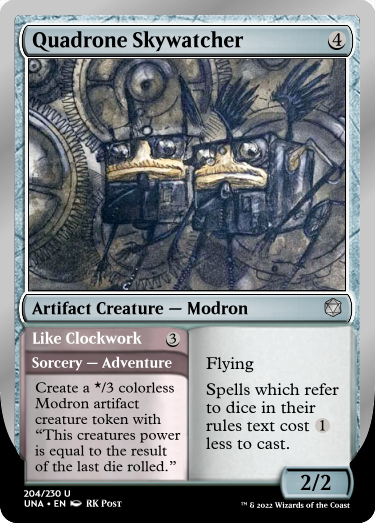 Quadrone Skywatcher 4
Artifact Creature — Modron
Like Clockwork 3
Sorcery — Adventure
Create a */3 colorless
Modron artifact
creature token with
“This creatures power
is equal to the result
of the last die rolled.”
Flying
Spells which refer
to dice in their
rules text cost 1
less to cast.
2/2
204/230 U
UNA • EN RK Post
™ & © 2022 Wizards of the Coast